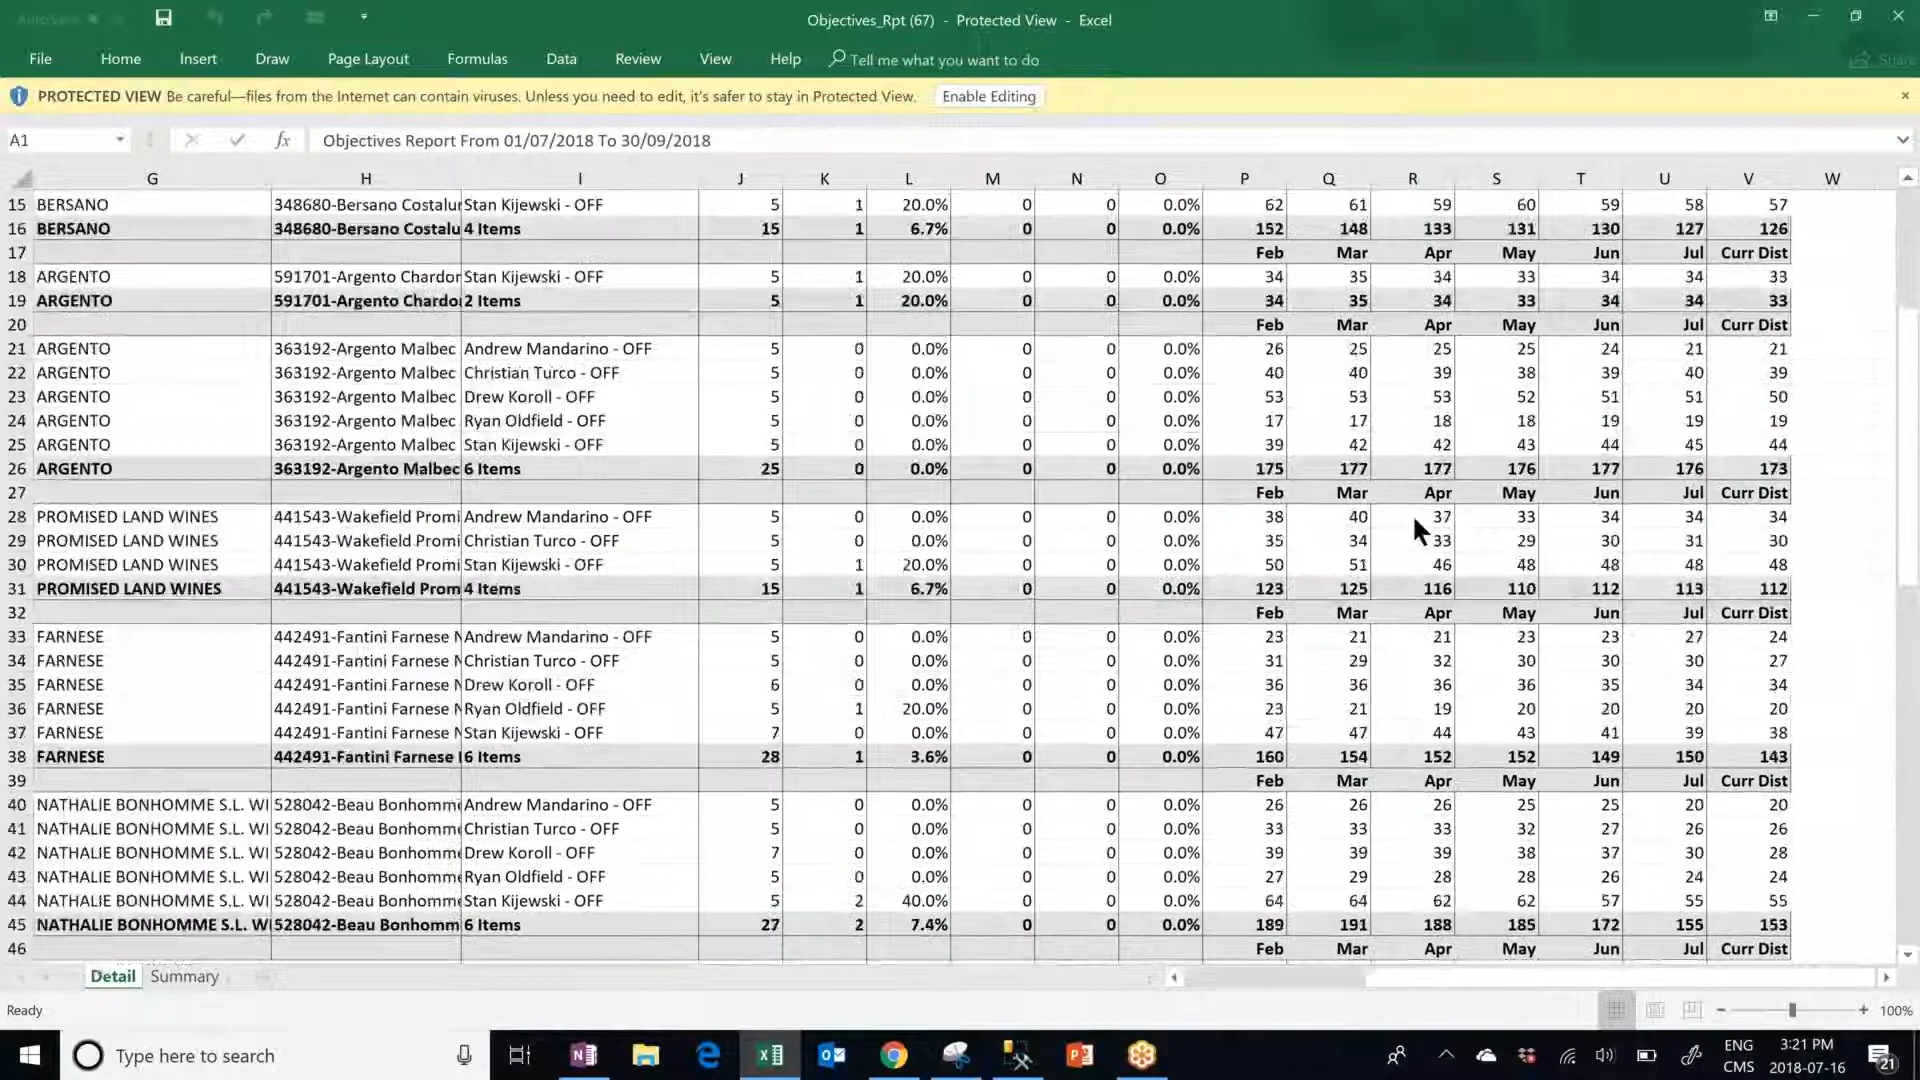 AutoSave
Objectives_Rpt (67) - Protected View - Excel
File Home Insert Draw Page Layout Formulas Data Review View Help Tell me what you want to do Share
PROTECTED VIEW Be careful—files from the Internet can contain viruses. Unless you need to edit, it's safer to stay in Protected View. Enable Editing
A1 fx Objectives Report From 01/07/2018 To 30/09/2018
G H I J K L M N O P Q R S T U V W
15 BERSANO 348680-Bersano Costalu Stan Kijewski - OFF 5 1 20.0% 0 0 0.0% 62 61 59 60 59 58 57
16 BERSANO 348680-Bersano Costalu 4 Items 15 1 6.7% 0 0 0.0% 152 148 133 131 130 127 126
17 Feb Mar Apr May Jun Jul Curr Dist
18 ARGENTO 591701-Argento Chardor Stan Kijewski - OFF 5 1 20.0% 0 0 0.0% 34 35 34 33 34 34 33
19 ARGENTO 591701-Argento Chardo 2 Items 5 1 20.0% 0 0 0.0% 34 35 34 33 34 34 33
20 Feb Mar Apr May Jun Jul Curr Dist
21 ARGENTO 363192-Argento Malbec Andrew Mandarino - OFF 5 0 0.0% 0 0 0.0% 26 25 25 25 24 21 21
22 ARGENTO 363192-Argento Malbec Christian Turco - OFF 5 0 0.0% 0 0 0.0% 40 40 39 38 39 40 39
23 ARGENTO 363192-Argento Malbec Drew Koroll - OFF 5 0 0.0% 0 0 0.0% 53 53 53 52 51 51 50
24 ARGENTO 363192-Argento Malbec Ryan Oldfield - OFF 5 0 0.0% 0 0 0.0% 17 17 18 18 19 19 19
25 ARGENTO 363192-Argento Malbec Stan Kijewski - OFF 5 0 0.0% 0 0 0.0% 39 42 42 43 44 45 44
26 ARGENTO 363192-Argento Malbec 6 Items 25 0 0.0% 0 0 0.0% 175 177 177 176 177 176 173
27 Feb Mar Apr May Jun Jul Curr Dist
28 PROMISED LAND WINES 441543-Wakefield Promi Andrew Mandarino - OFF 5 0 0.0% 0 0 0.0% 38 40 37 33 34 34 34
29 PROMISED LAND WINES 441543-Wakefield Promi Christian Turco - OFF 5 0 0.0% 0 0 0.0% 35 34 33 29 30 31 30
30 PROMISED LAND WINES 441543-Wakefield Promi Stan Kijewski - OFF 5 1 20.0% 0 0 0.0% 50 51 46 48 48 48 48
31 PROMISED LAND WINES 441543-Wakefield Prom 4 Items 15 1 6.7% 0 0 0.0% 123 125 116 110 112 113 112
32 Feb Mar Apr May Jun Jul Curr Dist
33 FARNESE 442491-Fantini Farnese N Andrew Mandarino - OFF 5 0 0.0% 0 0 0.0% 23 21 21 23 23 27 24
34 FARNESE 442491-Fantini Farnese N Christian Turco - OFF 5 0 0.0% 0 0 0.0% 31 29 32 30 30 30 27
35 FARNESE 442491-Fantini Farnese N Drew Koroll - OFF 6 0 0.0% 0 0 0.0% 36 36 36 36 35 34 34
36 FARNESE 442491-Fantini Farnese N Ryan Oldfield - OFF 5 1 20.0% 0 0 0.0% 23 21 19 20 20 20 20
37 FARNESE 442491-Fantini Farnese N Stan Kijewski - OFF 7 0 0.0% 0 0 0.0% 47 47 44 43 41 39 38
38 FARNESE 442491-Fantini Farnese 6 Items 28 1 3.6% 0 0 0.0% 160 154 152 152 149 150 143
39 Feb Mar Apr May Jun Jul Curr Dist
40 NATHALIE BONHOMME S.L. WI 528042-Beau Bonhomm Andrew Mandarino - OFF 5 0 0.0% 0 0 0.0% 26 26 26 25 25 20 20
41 NATHALIE BONHOMME S.L. WI 528042-Beau Bonhomm Christian Turco - OFF 5 0 0.0% 0 0 0.0% 33 33 33 32 27 26 26
42 NATHALIE BONHOMME S.L. WI 528042-Beau Bonhomm Drew Koroll - OFF 7 0 0.0% 0 0 0.0% 39 39 39 38 37 30 28
43 NATHALIE BONHOMME S.L. WI 528042-Beau Bonhomm Ryan Oldfield - OFF 5 0 0.0% 0 0 0.0% 27 29 28 28 26 24 24
44 NATHALIE BONHOMME S.L. WI 528042-Beau Bonhomm Stan Kijewski - OFF 5 2 40.0% 0 0 0.0% 64 64 62 62 57 55 55
45 NATHALIE BONHOMME S.L. W 528042-Beau Bonhomm 6 Items 27 2 7.4% 0 0 0.0% 189 191 188 185 172 155 153
46 Feb Mar Apr May Jun Jul Curr Dist
Detail Summary
Ready 100%
Type here to search ENG 3:21 PM
CMS 2018-07-16 21